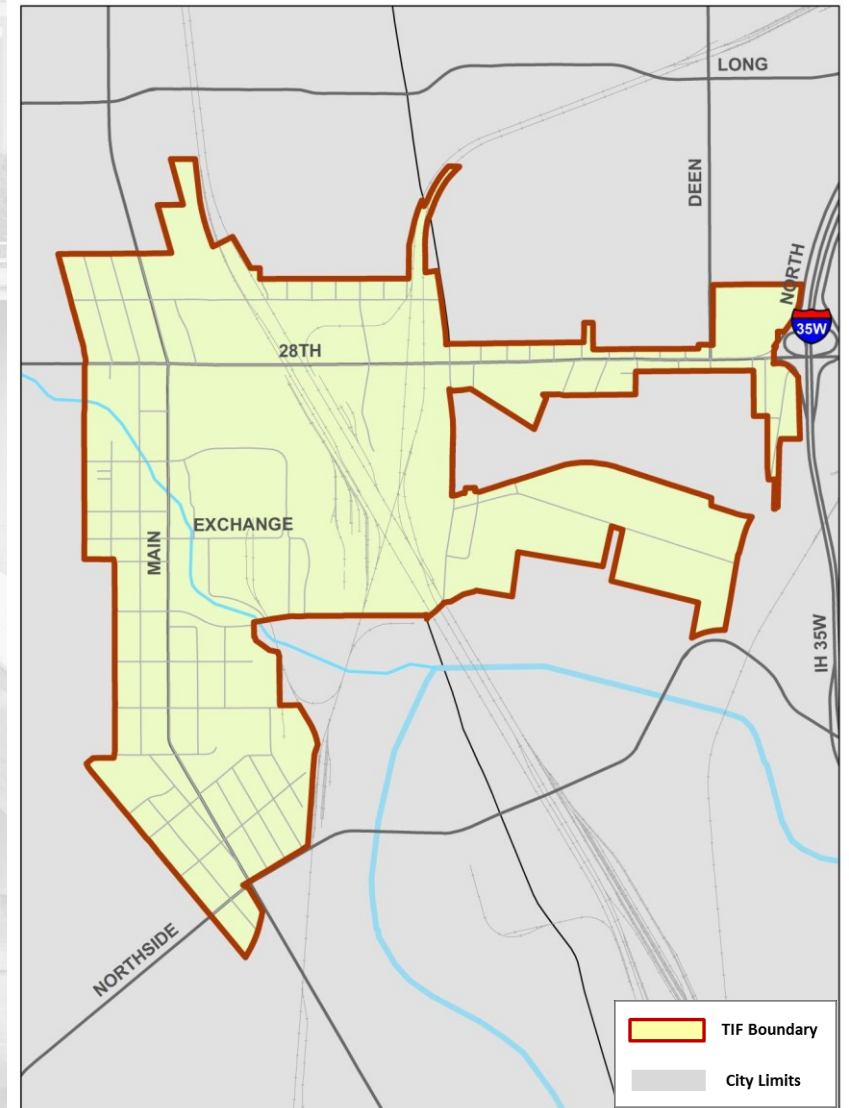 LONG
DEEN
NORTH
35W
28TH
EXCHANGE
MAIN
IH 35W
NORTHSIDE
TIF Boundary
City Limits